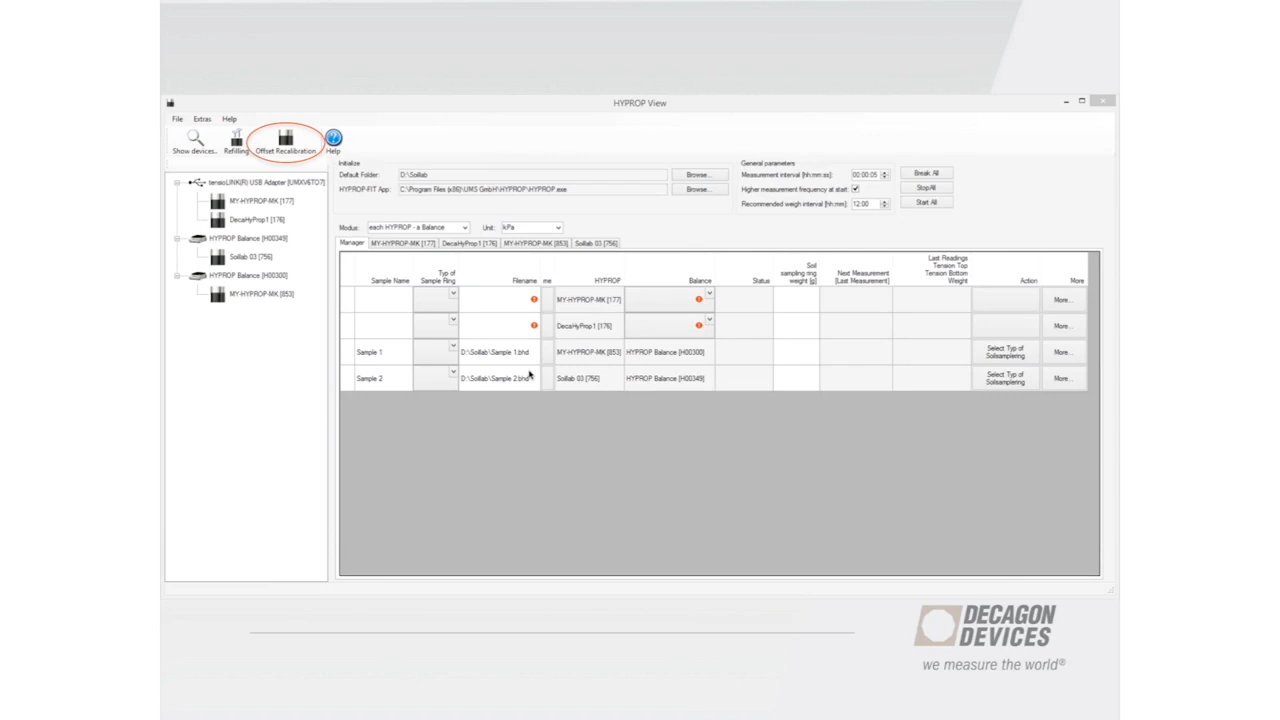 HYPROP View
File Extras Help
Show devices.. Refilling Offset Recalibration Help
tensioLINK(R) USB Adapter [UMXV6TO7]
MY-HYPROP-MK [177]
DecaHyProp1 [176]
HYPROP Balance [H00349]
Soillab 03 [756]
HYPROP Balance [H00300]
MY-HYPROP-MK [853]
Initialize
Default Folder: D:\Soillab Browse...
HYPROP-FIT App: C:\Program Files (x86)\UMS GmbH\HYPROP\HYPROP.exe Browse...
General parameters
Measurement interval [hh:mm:ss]: 00:00:05
Higher measurement frequency at start:
Recommended weigh interval [hh:mm]: 12:00
Break All
Stop All
Start All
Modus: each HYPROP - a Balance Unit: kPa
Manager MY-HYPROP-MK [177] DecaHyProp1 [176] MY-HYPROP-MK [853] Soillab 03 [756]
Sample Name Typ of Sample Ring Filename me HYPROP Balance Status Soil sampling ring weight [g] Next Measurement [Last Measurement] Last Readings Tension Top Tension Bottom Weight Action More
MY-HYPROP-MK [177] More...
DecaHyProp1 [176] More...
Sample 1 D:\Soillab\Sample 1.bhd MY-HYPROP-MK [853] HYPROP Balance [H00300] Select Typ of Soilsamplering More...
Sample 2 D:\Soillab\Sample 2.bhd Soillab 03 [756] HYPROP Balance [H00349] Select Typ of Soilsamplering More...
DECAGON
DEVICES
we measure the world®